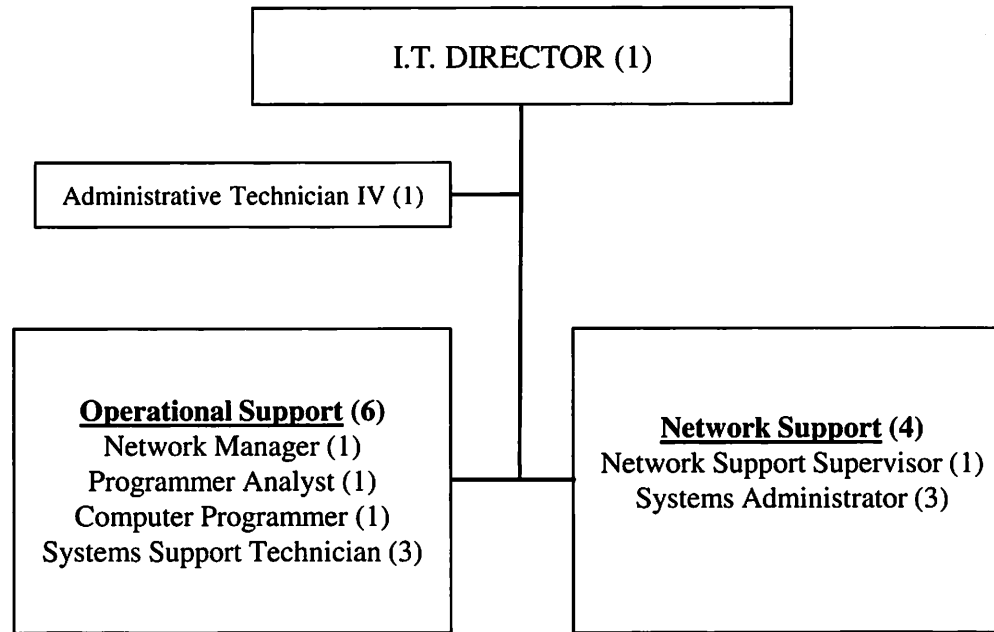 I.T. DIRECTOR (1)
Administrative Technician IV (1)
Operational Support (6)
Network Manager (1)
Programmer Analyst (1)
Computer Programmer (1)
Systems Support Technician (3)
Network Support (4)
Network Support Supervisor (1)
Systems Administrator (3)